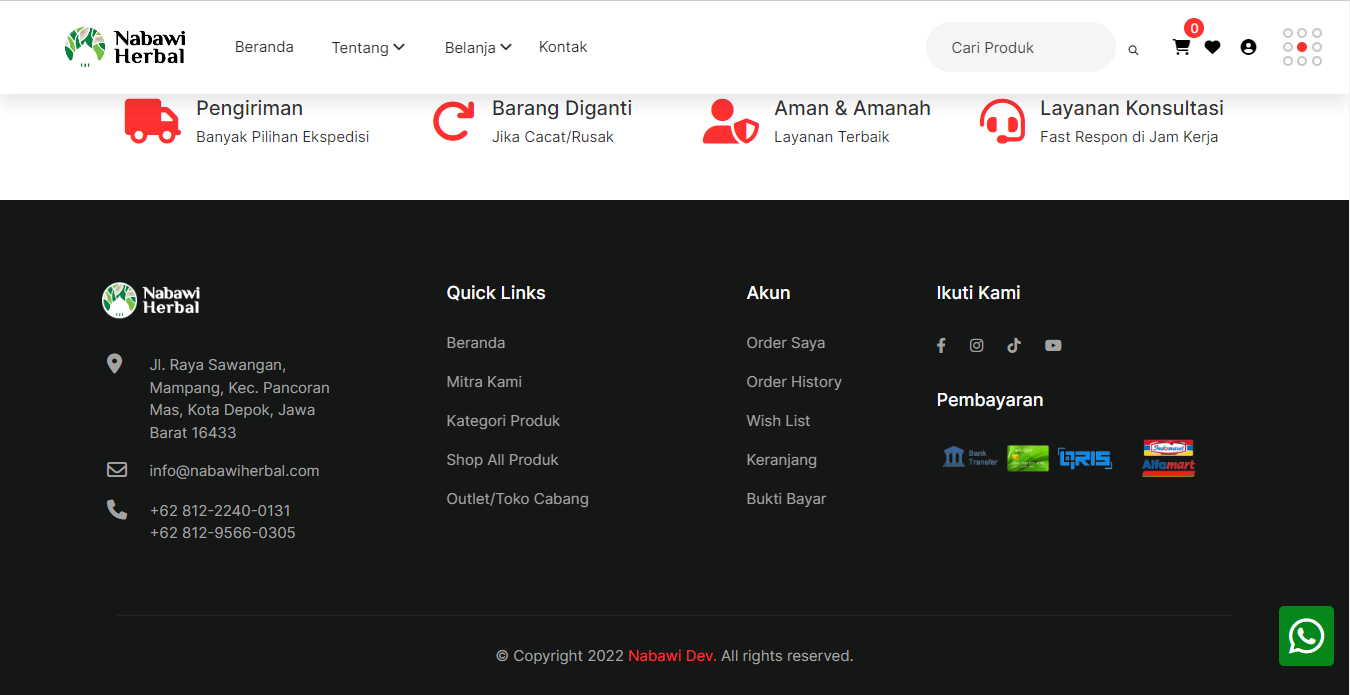 Nabawi
Herbal
Beranda
Tentang
Belanja
Kontak
Cari Produk
0
Pengiriman
Banyak Pilihan Ekspedisi
Barang Diganti
Jika Cacat/Rusak
Aman & Amanah
Layanan Terbaik
Layanan Konsultasi
Fast Respon di Jam Kerja
Nabawi
Herbal
Jl. Raya Sawangan,
Mampang, Kec. Pancoran
Mas, Kota Depok, Jawa
Barat 16433
info@nabawiherbal.com
+62 812-2240-0131
+62 812-9566-0305
Quick Links
Beranda
Mitra Kami
Kategori Produk
Shop All Produk
Outlet/Toko Cabang
Akun
Order Saya
Order History
Wish List
Keranjang
Bukti Bayar
Ikuti Kami
Pembayaran
Bank
Transfer
QRIS
Indomaret
Alfamart
© Copyright 2022 Nabawi Dev. All rights reserved.